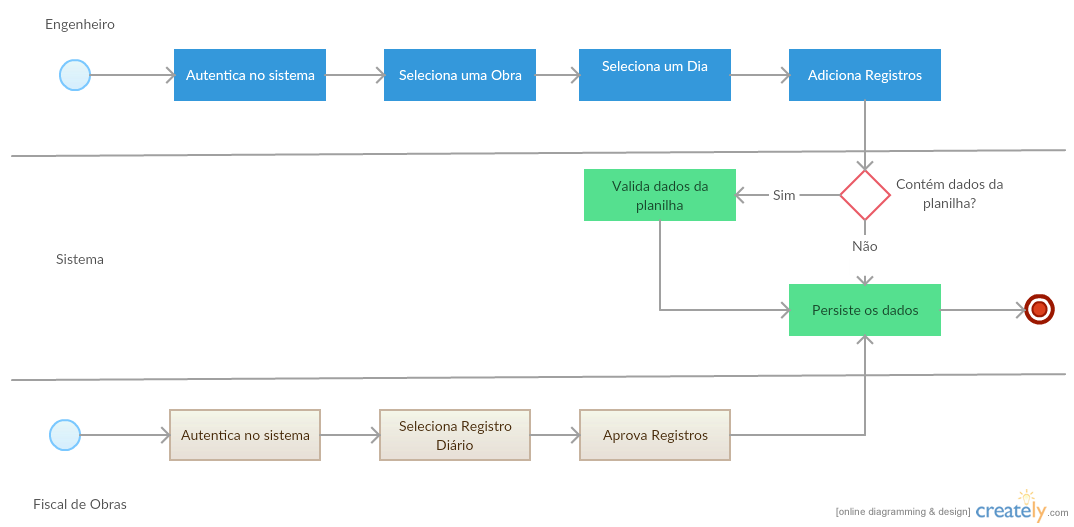 Engenheiro
Autentica no sistema
Seleciona uma Obra
Seleciona um Dia
Adiciona Registros
Valida dados da
planilha
Sim
Contém dados da
planilha?
Não
Sistema
Persiste os dados
Autentica no sistema
Seleciona Registro
Diário
Aprova Registros
Fiscal de Obras
[online diagramming & design] creately.com